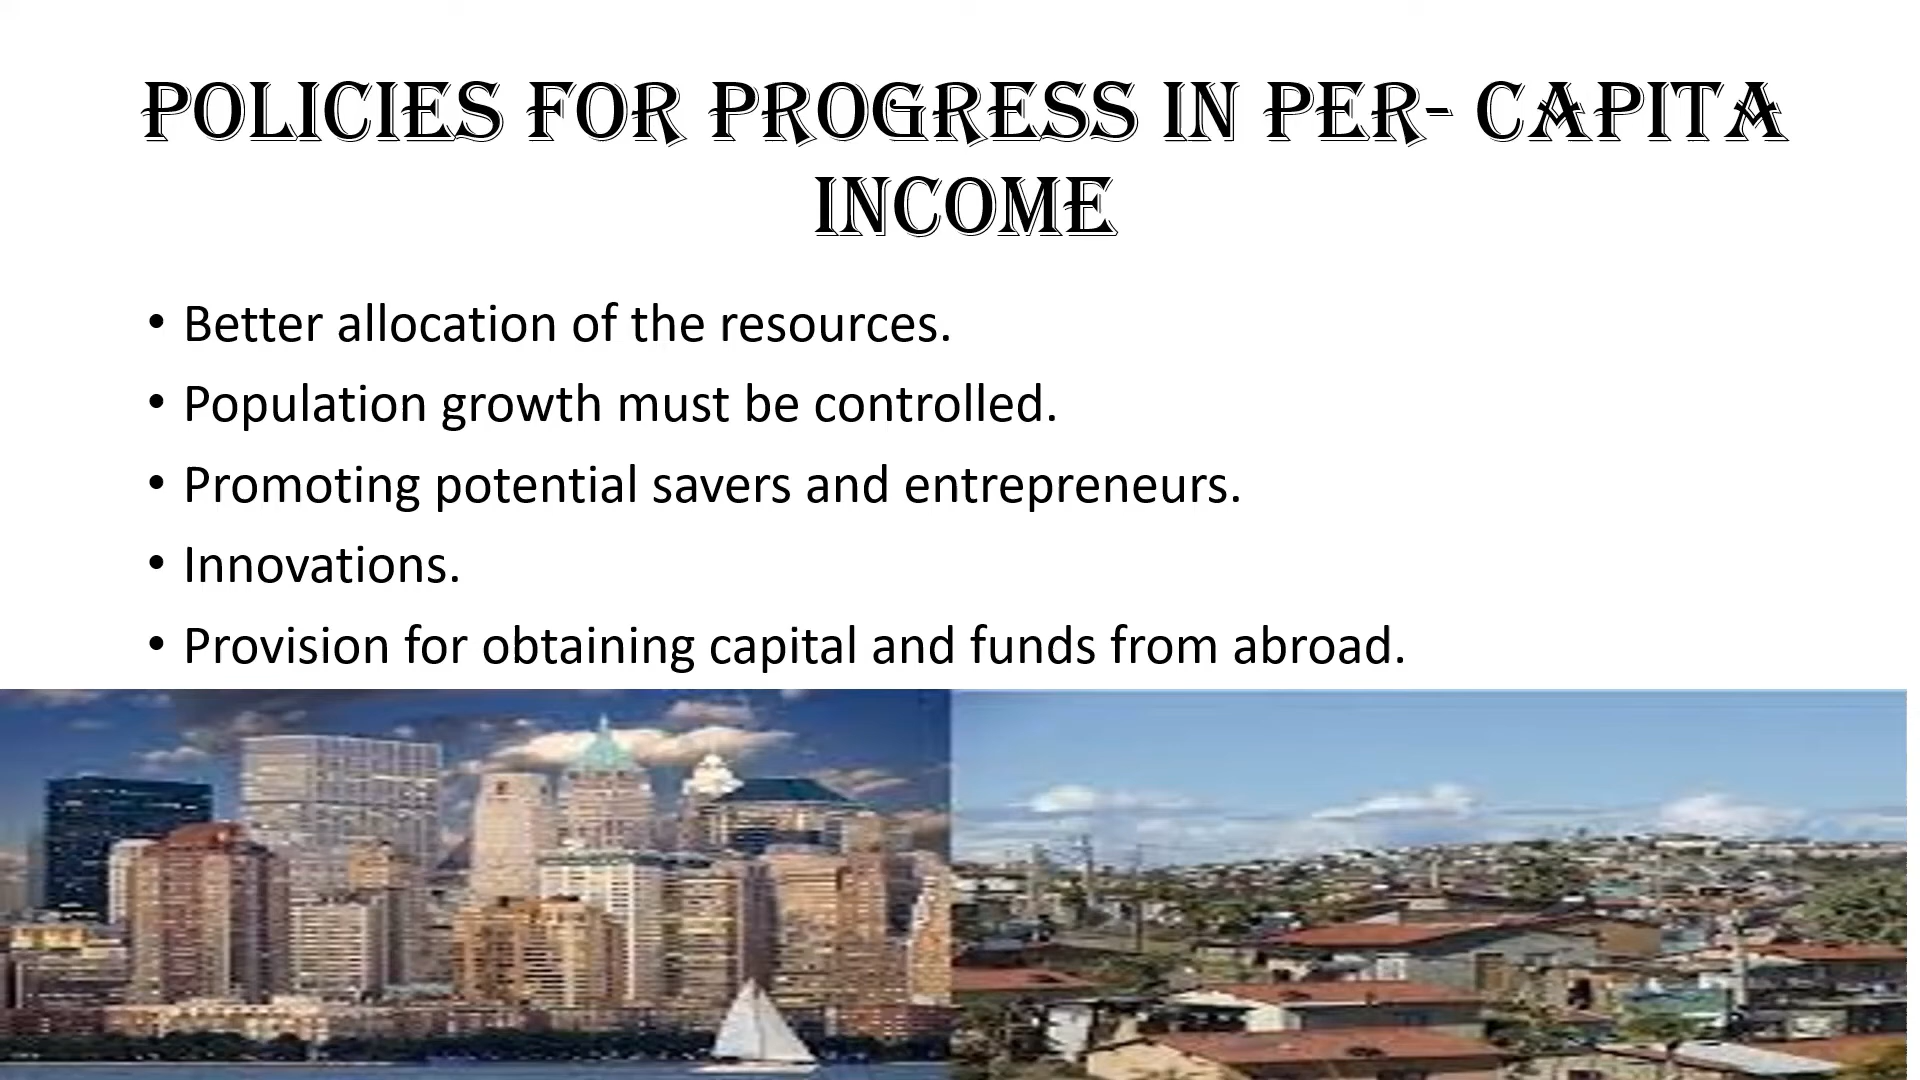 POLICIES FOR PROGRESS IN PER- CAPITA
INCOME
• Better allocation of the resources.
• Population growth must be controlled.
• Promoting potential savers and entrepreneurs.
• Innovations.
• Provision for obtaining capital and funds from abroad.